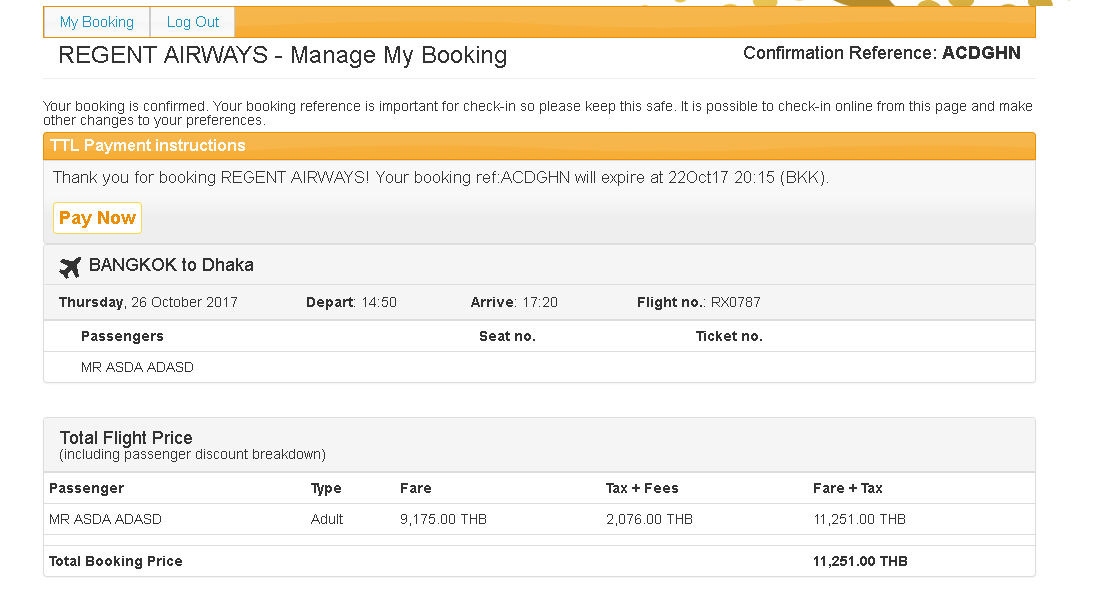 My Booking Log Out
REGENT AIRWAYS - Manage My Booking Confirmation Reference: ACDGHN
Your booking is confirmed. Your booking reference is important for check-in so please keep this safe. It is possible to check-in online from this page and make
other changes to your preferences.
TTL Payment instructions
Thank you for booking REGENT AIRWAYS! Your booking ref:ACDGHN will expire at 22Oct17 20:15 (BKK).
Pay Now
BANGKOK to Dhaka
Thursday, 26 October 2017 Depart: 14:50 Arrive: 17:20 Flight no.: RX0787
Passengers Seat no. Ticket no.
MR ASDA ADASD
Total Flight Price
(including passenger discount breakdown)
Passenger Type Fare Tax + Fees Fare + Tax
MR ASDA ADASD Adult 9,175.00 THB 2,076.00 THB 11,251.00 THB
Total Booking Price 11,251.00 THB